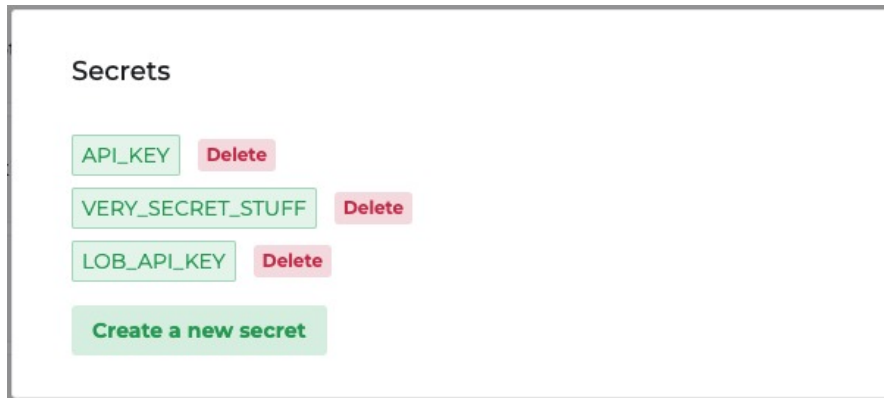 Secrets
API_KEY Delete
VERY_SECRET_STUFF Delete
LOB_API_KEY Delete
Create a new secret